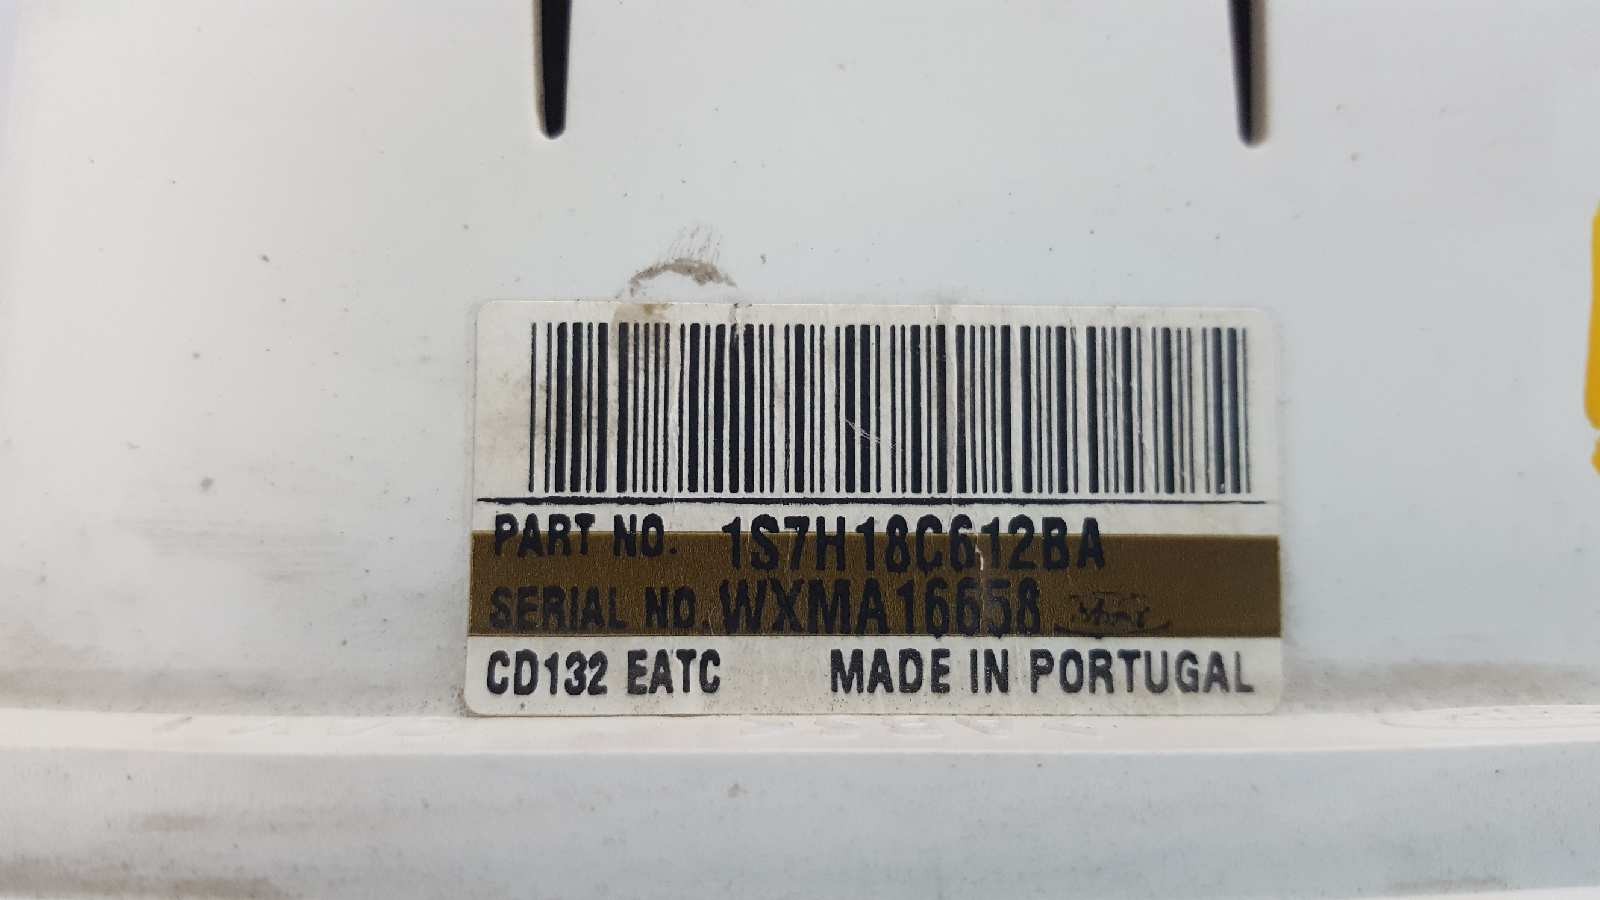 PART NO. 1S7H18C612BA
SERIAL NO WXMA16658
CD132 EATC MADE IN PORTUGAL